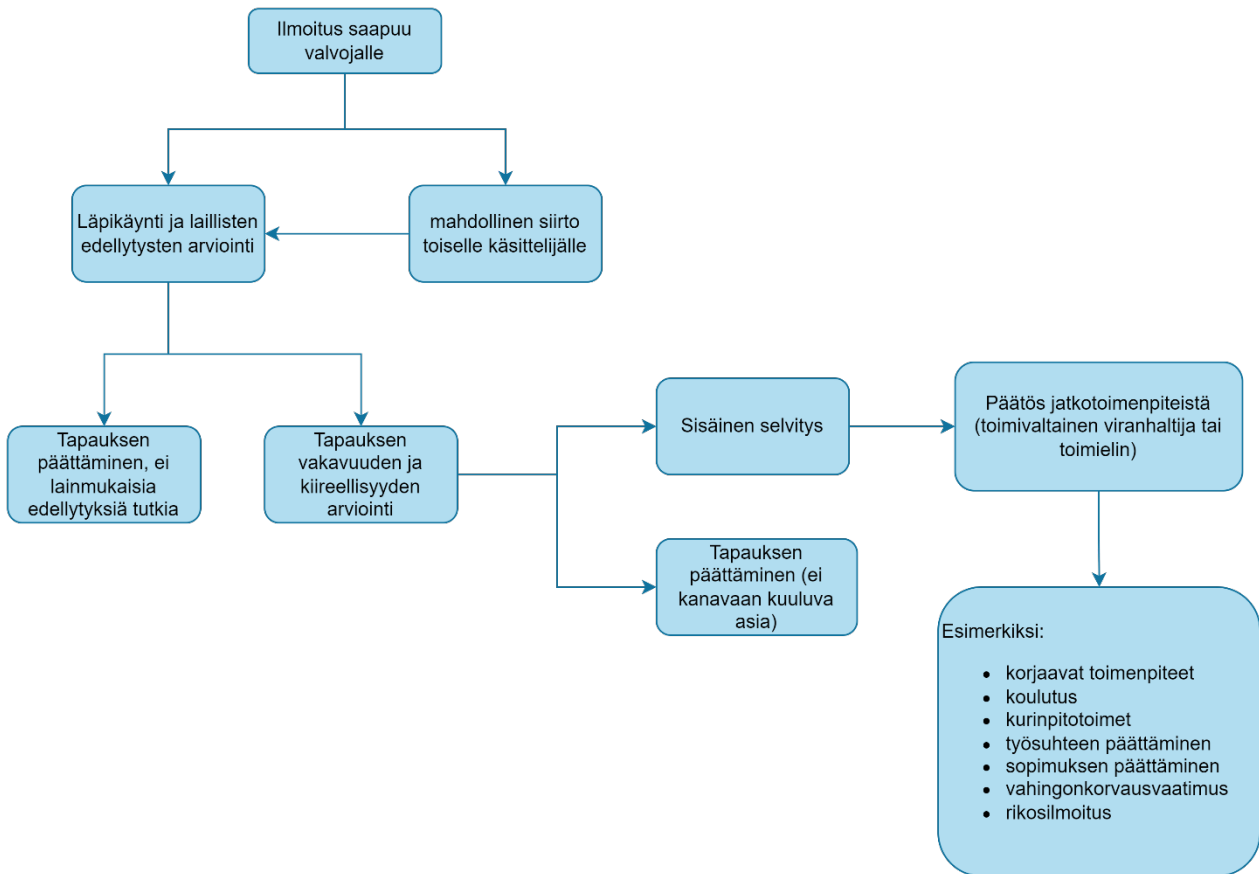 Ilmoitus saapuu
valvojalle
Läpikäynti ja laillisten
edellytysten arviointi
mahdollinen siirto
toiselle käsittelijälle
Tapauksen
päättäminen, ei
lainmukaisia
edellytyksiä tutkia
Tapauksen
vakavuuden ja
kiireellisyyden
arviointi
Sisäinen selvitys
Päätös jatkotoimenpiteistä
(toimivaltainen viranhaltija tai
toimielin)
Tapauksen
päättäminen (ei
kanavaan kuuluva
asia)
Esimerkiksi:
• korjaavat toimenpiteet
• koulutus
• kurinpitotoimet
• työsuhteen päättäminen
• sopimuksen päättäminen
• vahingonkorvausvaatimus
• rikosilmoitus